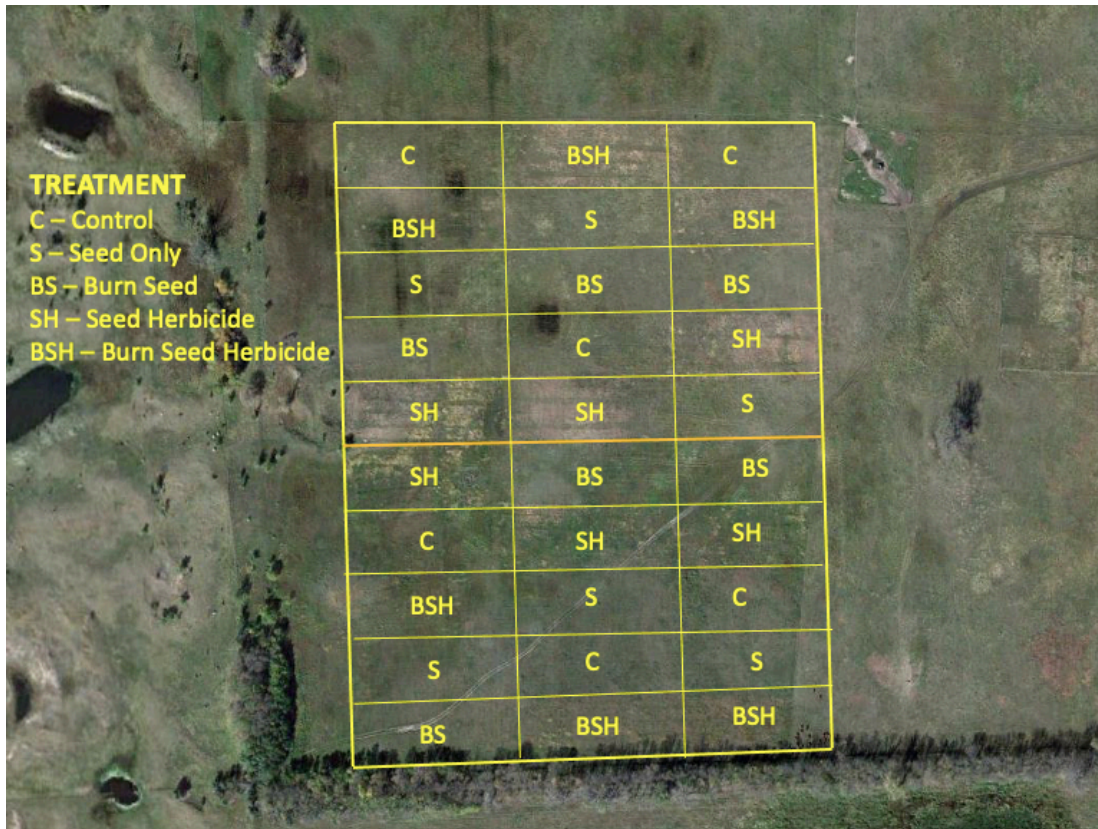 TREATMENT
C – Control
S – Seed Only
BS – Burn Seed
SH – Seed Herbicide
BSH – Burn Seed Herbicide
C BSH C
BSH S BSH
S BS BS
BS C SH
SH SH S
SH BS BS
C SH SH
BSH S C
S C S
BS BSH BSH